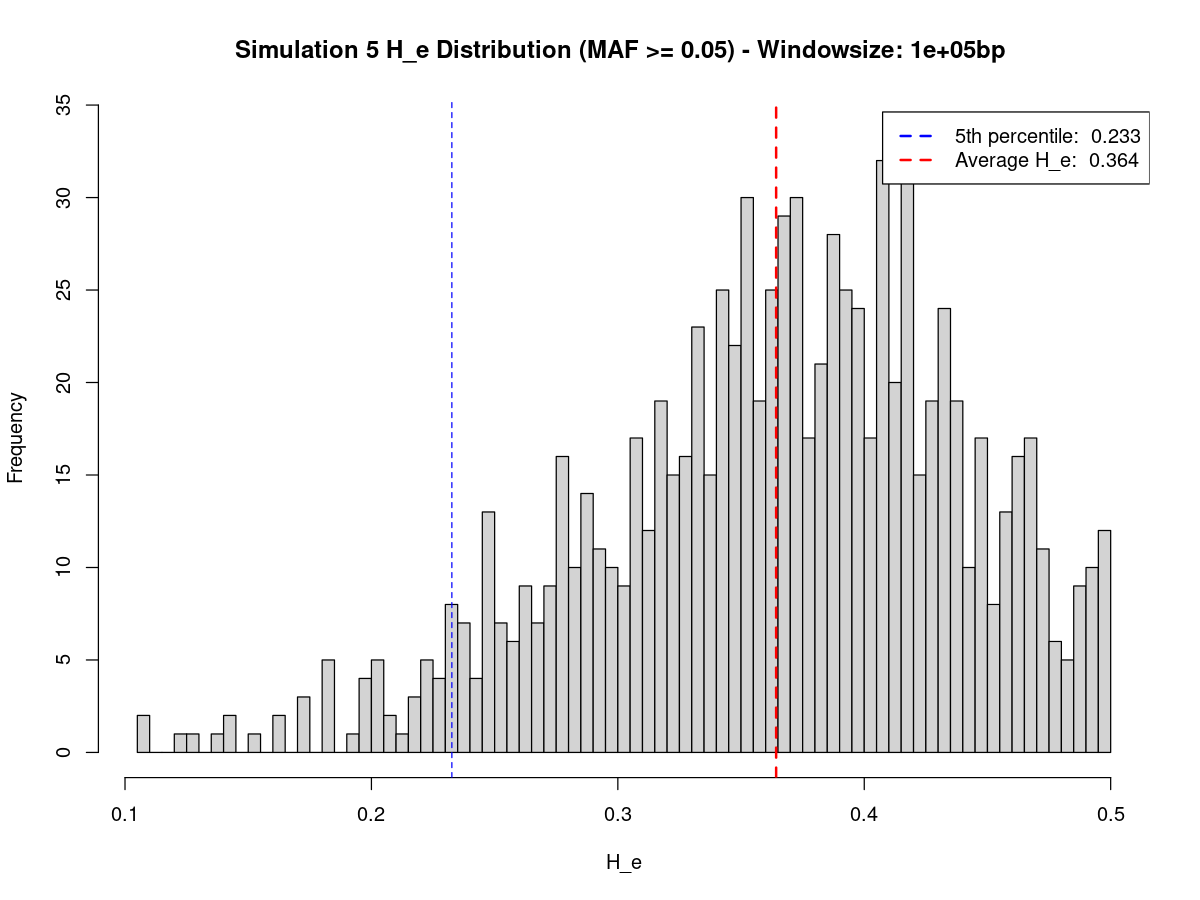 Simulation 5 H_e Distribution (MAF >= 0.05) - Windowsize: 1e+05bp
5th percentile: 0.233
Average H_e: 0.364
Frequency
35
30
25
20
15
10
5
0
0.1 0.2 0.3 0.4 0.5
H_e